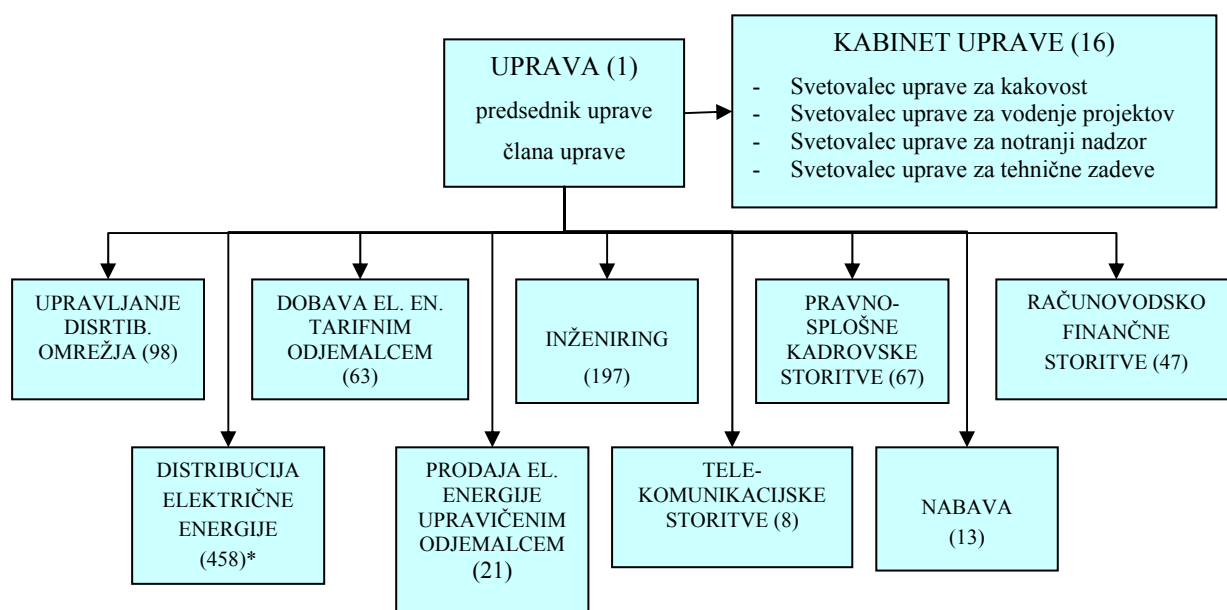 UPRAVA (1)
predsednik uprave
člana uprave
KABINET UPRAVE (16)
- Svetovalec uprave za kakovost
- Svetovalec uprave za vodenje projektov
- Svetovalec uprave za notranji nadzor
- Svetovalec uprave za tehnične zadeve
UPRAVLJANJE
DISRTIB.
OMREŽJA (98)
DOBAVA EL. EN.
TARIFNIM
ODJEMALCEM
(63)
INŽENIRING
(197)
PRAVNO-
SPLOŠNE
KADROVSKE
STORITVE (67)
RAČUNOVODSKO
FINANČNE
STORITVE (47)
DISTRIBUCIJA
ELEKTRIČNE
ENERGIJE
(458)*
PRODAJA EL.
ENERGIJE
UPRAVIČENIM
ODJEMALCEM
(21)
TELE-
KOMUNIKACIJSKE
STORITVE (8)
NABAVA
(13)